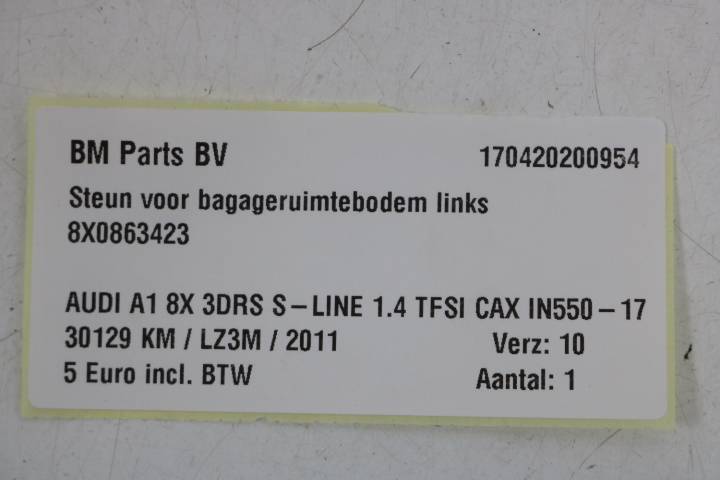 BM Parts BV 170420200954
Steun voor bagageruimtebodem links
8X0863423
AUDI A1 8X 3DRS S-LINE 1.4 TFSI CAX IN550-17
30129 KM / LZ3M / 2011 Verz: 10
5 Euro incl. BTW Aantal: 1